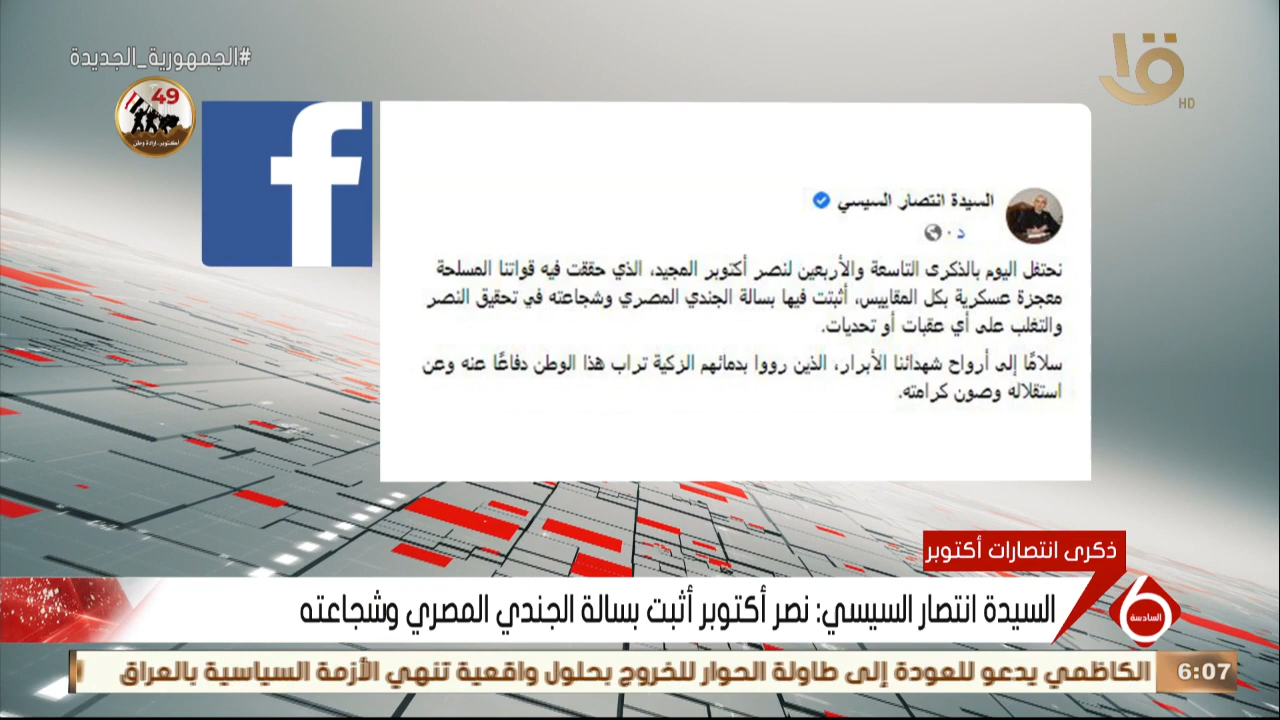 #الجمهورية_الجديدة
49
أكتوبر.. إرادة وطن
HD
السيدة انتصار السيسي
د ·
نحتفل اليوم بالذكرى التاسعة والأربعين لنصر أكتوبر المجيد، الذي حققت فيه قواتنا المسلحة
معجزة عسكرية بكل المقاييس، أثبتت فيها بسالة الجندي المصري وشجاعته في تحقيق النصر
والتغلب على أي عقبات أو تحديات.
سلامًا إلى أرواح شهدائنا الأبرار، الذين رووا بدمائهم الزكية تراب هذا الوطن دفاعًا عنه وعن
استقلاله وصون كرامته.
ذكرى انتصارات أكتوبر
السيدة انتصار السيسي: نصر أكتوبر أثبت بسالة الجندي المصري وشجاعته
السادسة
6:07 الكاظمي يدعو للعودة إلى طاولة الحوار للخروج بحلول واقعية تنهي الأزمة السياسية بالعراق